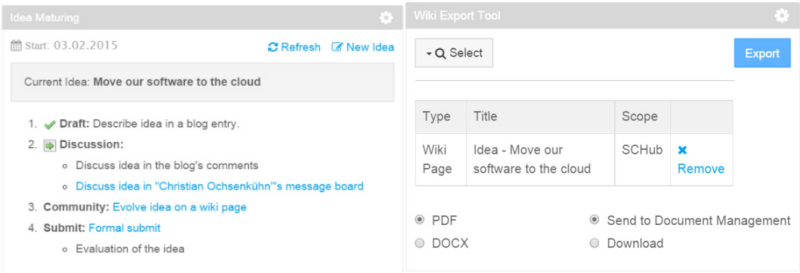 Idea Maturing
Start: 03.02.2015
Refresh
New Idea
Current Idea: Move our software to the cloud
1. Draft: Describe idea in a blog entry.
2. Discussion:
Discuss idea in the blog's comments
Discuss idea in "Christian Ochsenkühn"'s message board
3. Community: Evolve idea on a wiki page
4. Submit: Formal submit
Evaluation of the idea
Wiki Export Tool
Select
Export
Type Title Scope
Wiki Idea - Move our SCHub
Page software to the cloud Remove
PDF Send to Document Management
DOCX Download